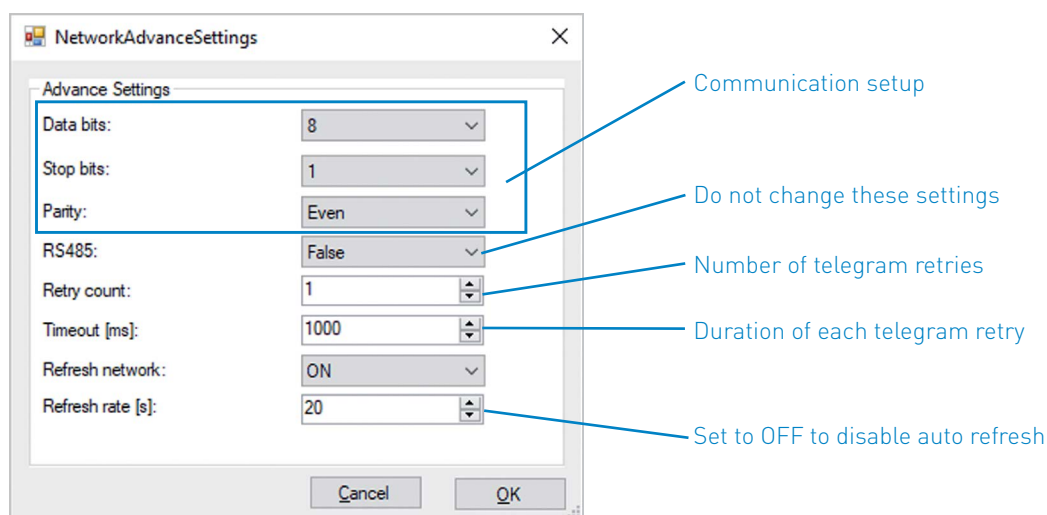 NetworkAdvanceSettings
Advance Settings
Data bits: 8
Stop bits: 1
Parity: Even
RS485: False
Retry count: 1
Timeout [ms]: 1000
Refresh network: ON
Refresh rate [s]: 20
Cancel OK
Communication setup
Do not change these settings
Number of telegram retries
Duration of each telegram retry
Set to OFF to disable auto refresh